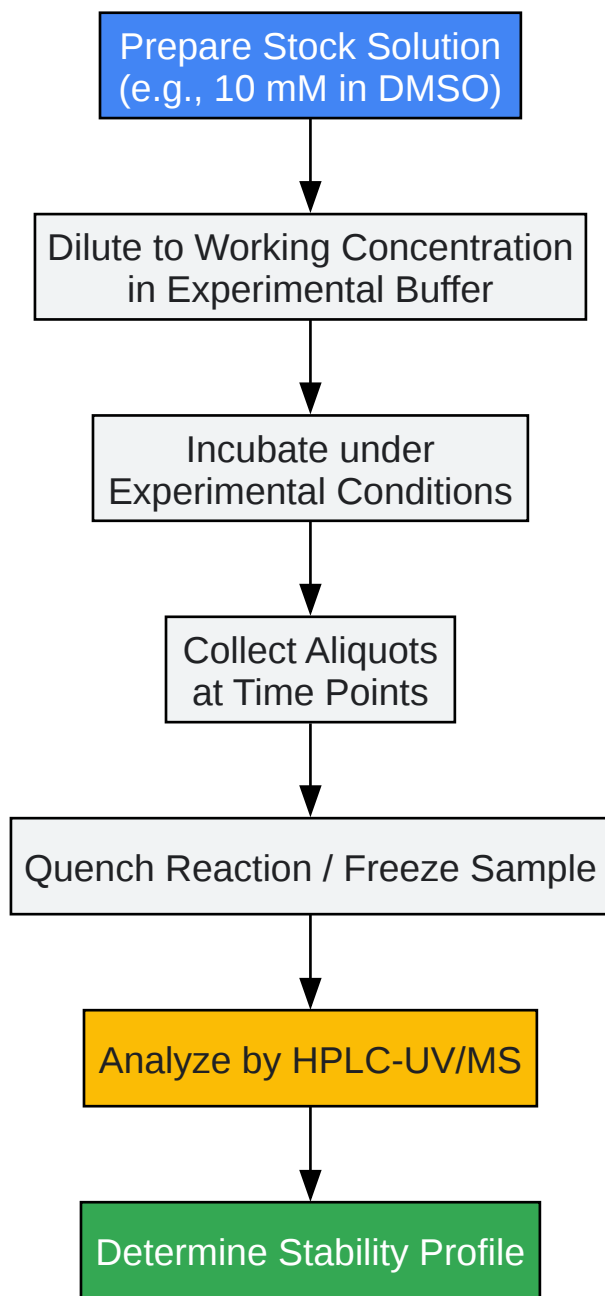 Prepare Stock Solution
(e.g., 10 mM in DMSO)
Dilute to Working Concentration
in Experimental Buffer
Incubate under
Experimental Conditions
Collect Aliquots
at Time Points
Quench Reaction / Freeze Sample
Analyze by HPLC-UV/MS
Determine Stability Profile